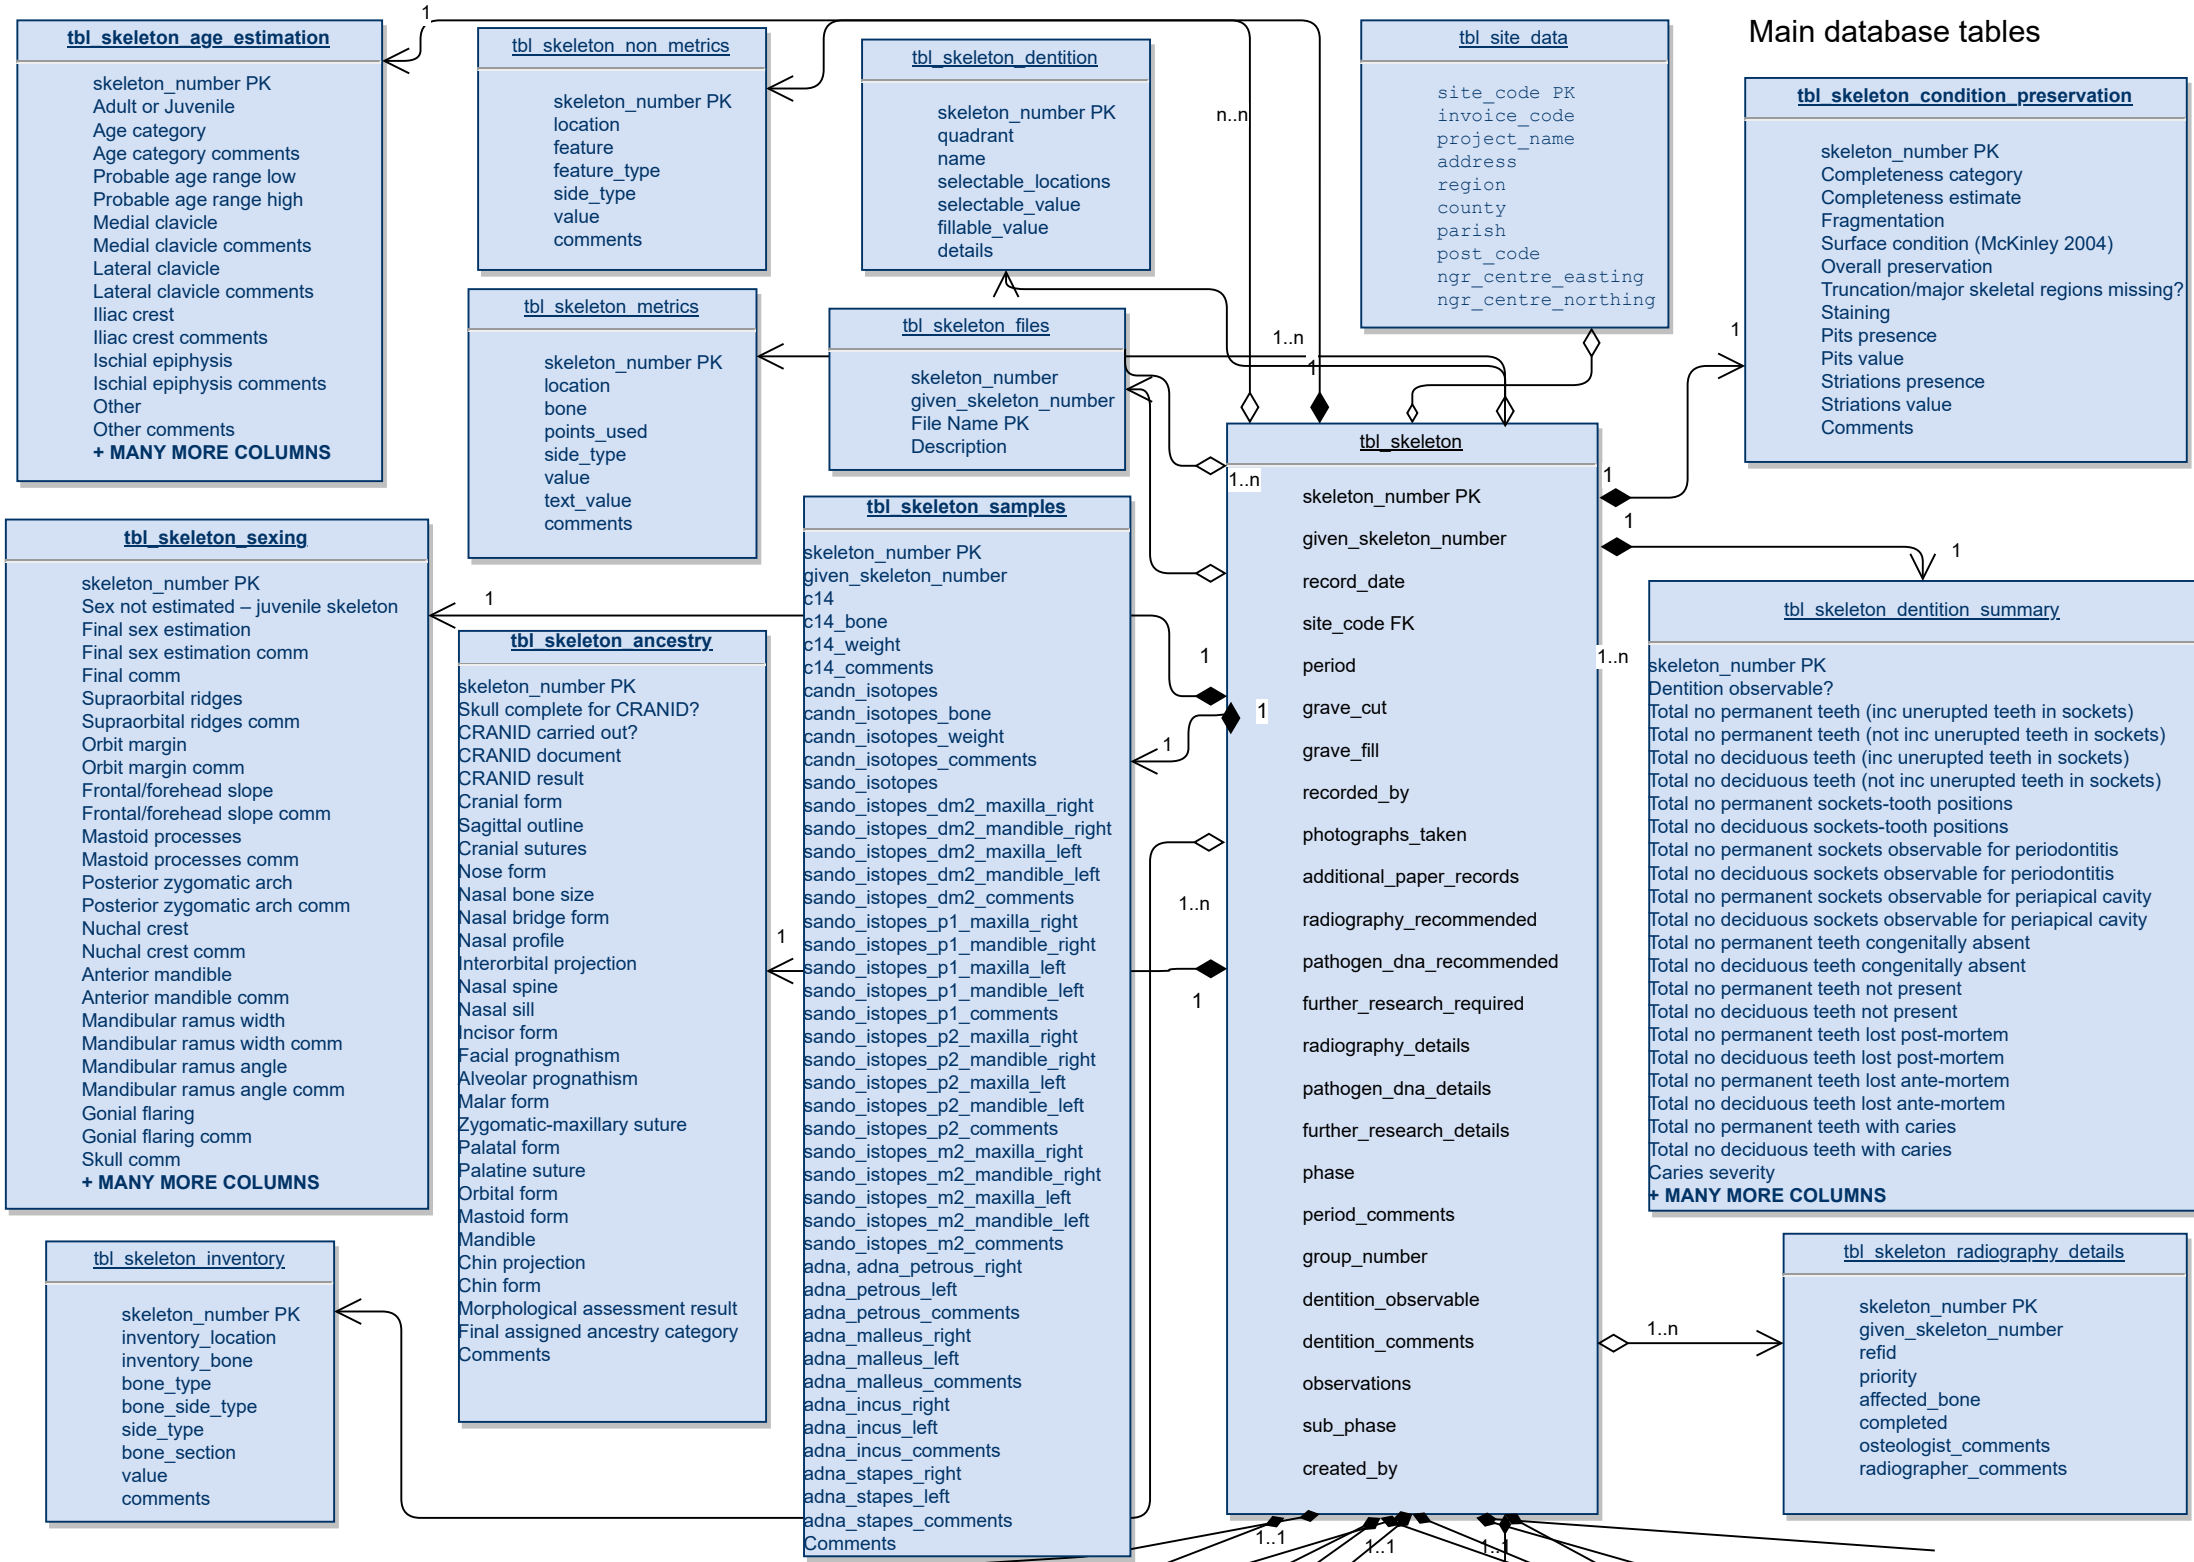 Main database tables
1
tbl_skeleton_age_estimation
skeleton_number PK
Adult or Juvenile
Age category
Age category comments
Probable age range low
Probable age range high
Medial clavicle
Medial clavicle comments
Lateral clavicle
Lateral clavicle comments
Iliac crest
Iliac crest comments
Ischial epiphysis
Ischial epiphysis comments
Other
Other comments
+ MANY MORE COLUMNS
tbl_skeleton_non_metrics
skeleton_number PK
location
feature
feature_type
side_type
value
comments
tbl_skeleton_dentition
skeleton_number PK
quadrant
name
selectable_locations
selectable_value
fillable_value
details
n..n
tbl_site_data
site_code PK
invoice_code
project_name
address
region
county
parish
post_code
ngr_centre_easting
ngr_centre_northing
tbl_skeleton_condition_preservation
skeleton_number PK
Completeness category
Completeness estimate
Fragmentation
Surface condition (McKinley 2004)
Overall preservation
Truncation/major skeletal regions missing?
Staining
Pits presence
Pits value
Striations presence
Striations value
Comments
1
tbl_skeleton_metrics
skeleton_number PK
location
bone
points_used
side_type
value
text_value
comments
tbl_skeleton_files
skeleton_number
given_skeleton_number
File Name PK
Description
1..n
1
1..n
tbl_skeleton
skeleton_number PK
given_skeleton_number
record_date
site_code FK
period
grave_cut
grave_fill
recorded_by
photographs_taken
additional_paper_records
radiography_recommended
pathogen_dna_recommended
further_research_required
radiography_details
pathogen_dna_details
further_research_details
phase
period_comments
group_number
dentition_observable
dentition_comments
observations
sub_phase
created_by
1
1
1
1..n
tbl_skeleton_sexing
skeleton_number PK
Sex not estimated – juvenile skeleton
Final sex estimation
Final sex estimation comm
Final comm
Supraorbital ridges
Supraorbital ridges comm
Orbit margin
Orbit margin comm
Frontal/forehead slope
Frontal/forehead slope comm
Mastoid processes
Mastoid processes comm
Posterior zygomatic arch
Posterior zygomatic arch comm
Nuchal crest
Nuchal crest comm
Anterior mandible
Anterior mandible comm
Mandibular ramus width
Mandibular ramus width comm
Mandibular ramus angle
Mandibular ramus angle comm
Gonial flaring
Gonial flaring comm
Skull comm
+ MANY MORE COLUMNS
1
tbl_skeleton_ancestry
skeleton_number PK
Skull complete for CRANID?
CRANID carried out?
CRANID document
CRANID result
Cranial form
Sagittal outline
Cranial sutures
Nose form
Nasal bone size
Nasal bridge form
Nasal profile
Interorbital projection
Nasal spine
Nasal sill
Incisor form
Facial prognathism
Alveolar prognathism
Malar form
Zygomatic-maxillary suture
Palatal form
Palatine suture
Orbital form
Mastoid form
Mandible
Chin projection
Chin form
Morphological assessment result
Final assigned ancestry category
Comments
1
tbl_skeleton_samples
skeleton_number PK
given_skeleton_number
c14
c14_bone
c14_weight
c14_comments
candn_isotopes
candn_isotopes_bone
candn_isotopes_weight
candn_isotopes_comments
sando_isotopes
sando_istopes_dm2_maxilla_right
sando_istopes_dm2_mandible_right
sando_istopes_dm2_maxilla_left
sando_istopes_dm2_mandible_left
sando_istopes_dm2_comments
sando_istopes_p1_maxilla_right
sando_istopes_p1_mandible_right
sando_istopes_p1_maxilla_left
sando_istopes_p1_mandible_left
sando_istopes_p1_comments
sando_istopes_p2_maxilla_right
sando_istopes_p2_mandible_right
sando_istopes_p2_maxilla_left
sando_istopes_p2_mandible_left
sando_istopes_p2_comments
sando_istopes_m2_maxilla_right
sando_istopes_m2_mandible_right
sando_istopes_m2_maxilla_left
sando_istopes_m2_mandible_left
sando_istopes_m2_comments
adna, adna_petrous_right
adna_petrous_left
adna_petrous_comments
adna_malleus_right
adna_malleus_left
adna_malleus_comments
adna_incus_right
adna_incus_left
adna_incus_comments
adna_stapes_right
adna_stapes_left
adna_stapes_comments
Comments
1
1
1
1..n
1
tbl_skeleton_dentition_summary
skeleton_number PK
Dentition observable?
Total no permanent teeth (inc unerupted teeth in sockets)
Total no permanent teeth (not inc unerupted teeth in sockets)
Total no deciduous teeth (inc unerupted teeth in sockets)
Total no deciduous teeth (not inc unerupted teeth in sockets)
Total no permanent sockets-tooth positions
Total no deciduous sockets-tooth positions
Total no permanent sockets observable for periodontitis
Total no deciduous sockets observable for periodontitis
Total no permanent sockets observable for periapical cavity
Total no deciduous sockets observable for periapical cavity
Total no permanent teeth congenitally absent
Total no deciduous teeth congenitally absent
Total no permanent teeth not present
Total no deciduous teeth not present
Total no permanent teeth lost post-mortem
Total no deciduous teeth lost post-mortem
Total no permanent teeth lost ante-mortem
Total no deciduous teeth lost ante-mortem
Total no permanent teeth with caries
Total no deciduous teeth with caries
Caries severity
+ MANY MORE COLUMNS
tbl_skeleton_inventory
skeleton_number PK
inventory_location
inventory_bone
bone_type
bone_side_type
side_type
bone_section
value
comments
1..n
tbl_skeleton_radiography_details
skeleton_number PK
given_skeleton_number
refid
priority
affected_bone
completed
osteologist_comments
radiographer_comments
1..1
1..1
1..1